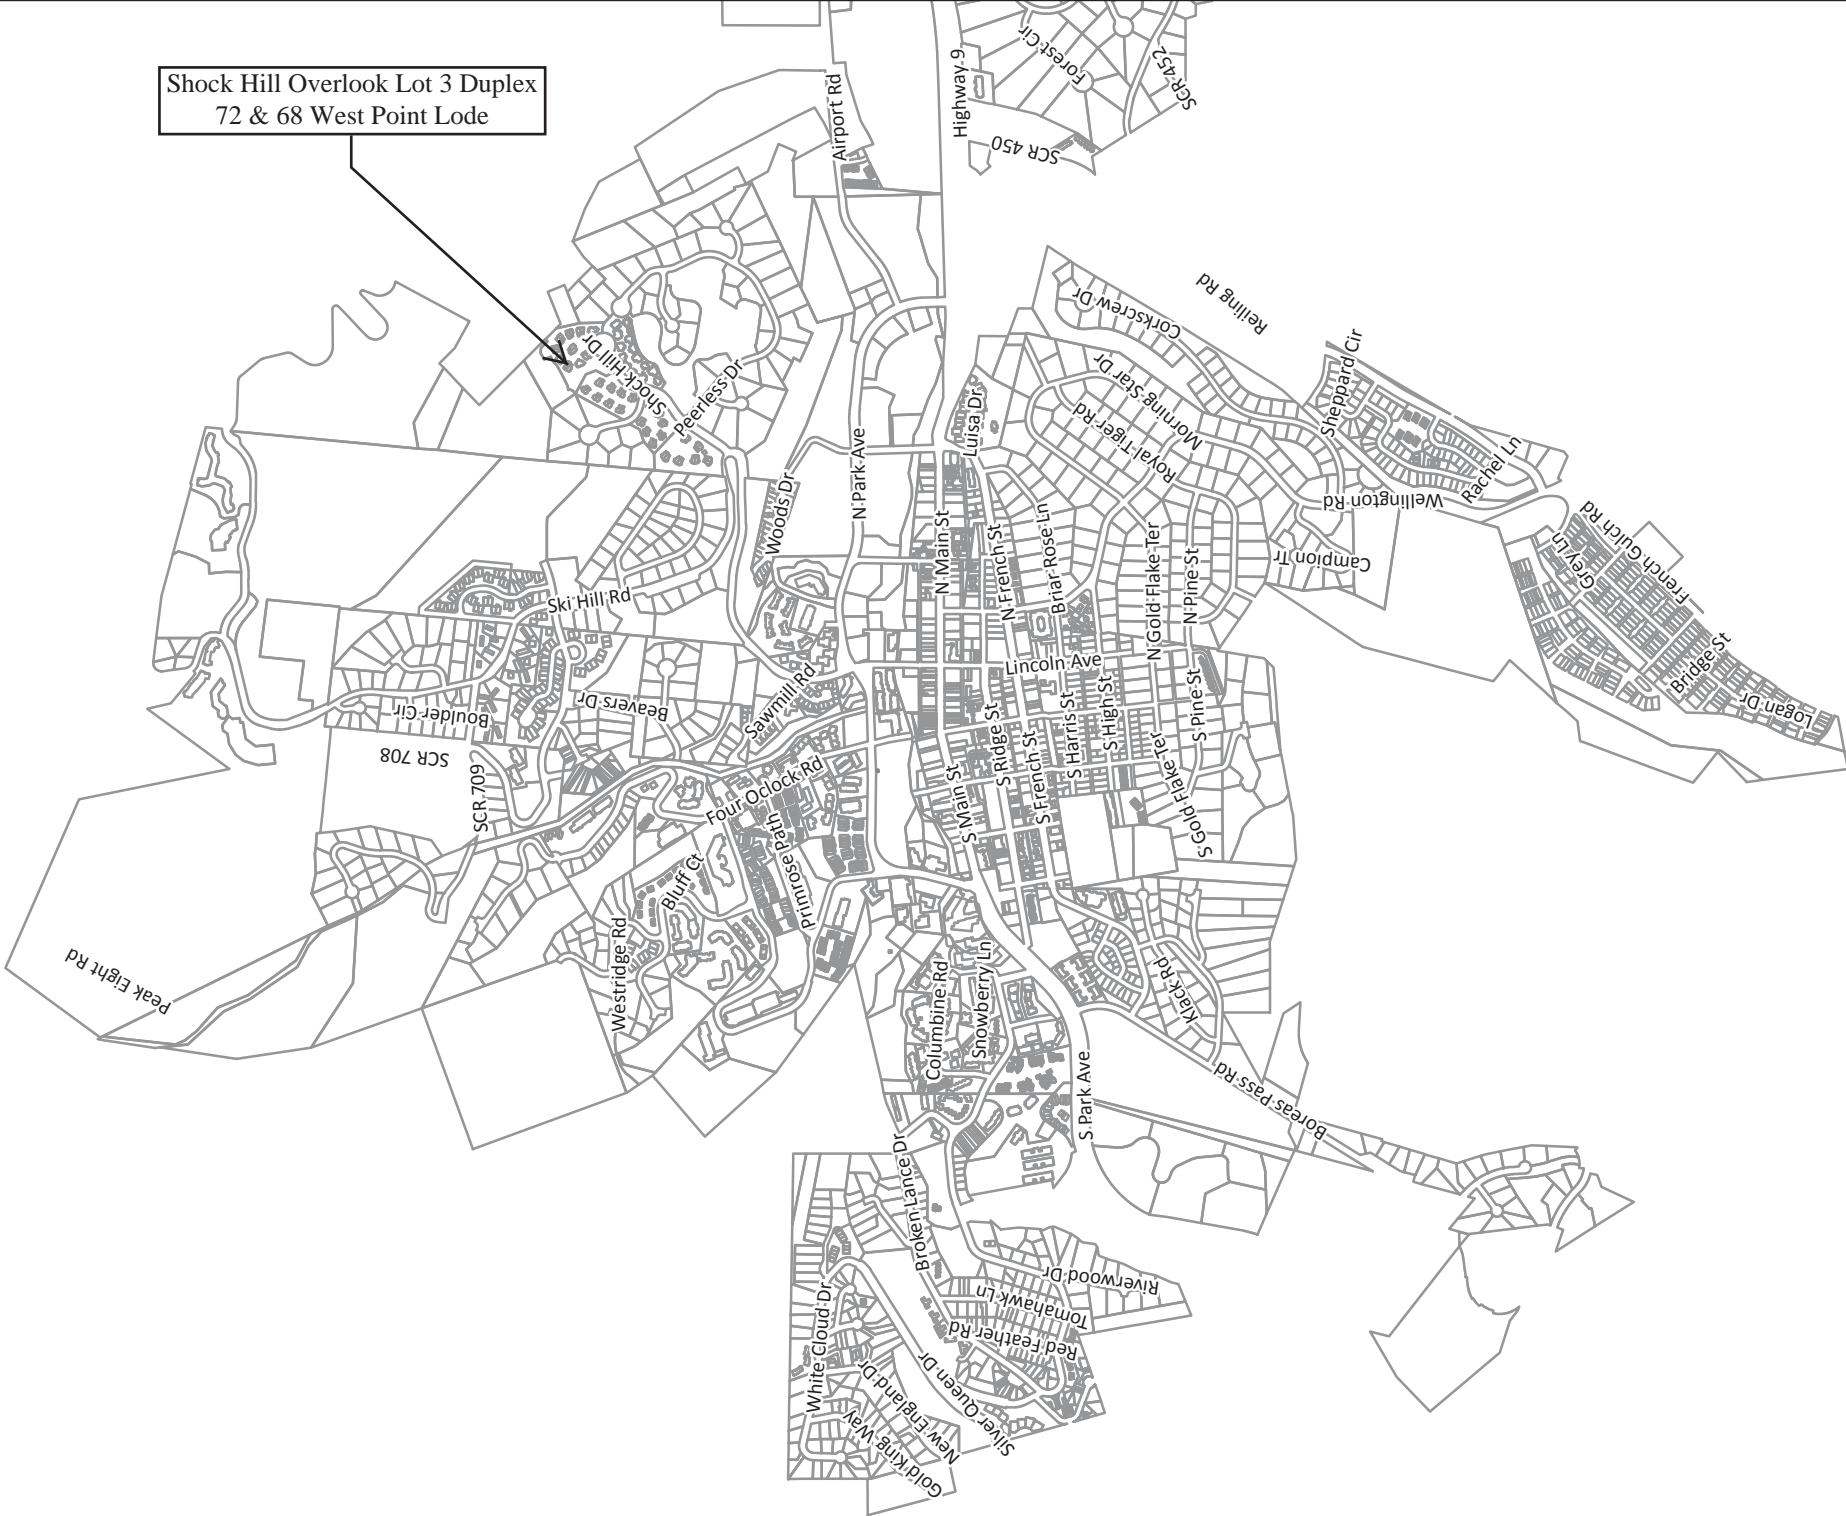 Shock Hill Overlook Lot 3 Duplex
72 & 68 West Point Lode
Airport Rd
Highway 9
Forest Cir
SCR 452
SCR 450
Reiling Rd
Corkscrew Dr
Shock Hill Dr
Peerless Dr
Luisa Dr
Morning Star Dr
Royal Tiger Rd
Sheppard Cir
Rachel Ln
Wellington Rd
N Park Ave
Woods Dr
N Main St
N French St
Briar Rose Ln
N Gold Flake Ter
N Pine St
Campion Tr
French Gulch Rd
Grey Ln
Bridge St
Logan Dr
Ski Hill Rd
Lincoln Ave
Sawmill Rd
Beavers Dr
Boulder Cir
SCR 708
SCR 709
Four Oclock Rd
Primrose Path
S Main St
S Ridge St
S French St
S Harris St
S High St
S Gold Flake Ter
S Pine St
Bluff Ct
Westridge Rd
Peak Eight Rd
Columbine Rd
Snowberry Ln
Klack Rd
S Park Ave
Boreas Pass Rd
Broken Lance Dr
Riverwood Dr
Tomahawk Ln
Red Feather Rd
White Cloud Dr
Silver Queen Dr
New England Dr
Gold King Way